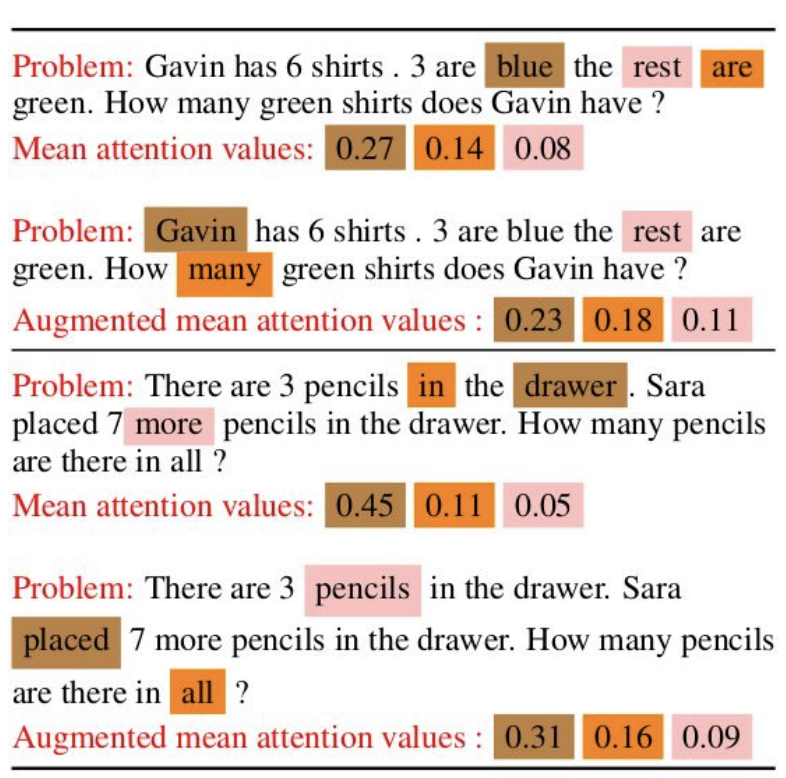 Problem: Gavin has 6 shirts . 3 are blue the rest are
green. How many green shirts does Gavin have ?
Mean attention values: 0.27 0.14 0.08
Problem: Gavin has 6 shirts . 3 are blue the rest are
green. How many green shirts does Gavin have ?
Augmented mean attention values : 0.23 0.18 0.11
Problem: There are 3 pencils in the drawer . Sara
placed 7 more pencils in the drawer. How many pencils
are there in all ?
Mean attention values: 0.45 0.11 0.05
Problem: There are 3 pencils in the drawer. Sara
placed 7 more pencils in the drawer. How many pencils
are there in all ?
Augmented mean attention values : 0.31 0.16 0.09